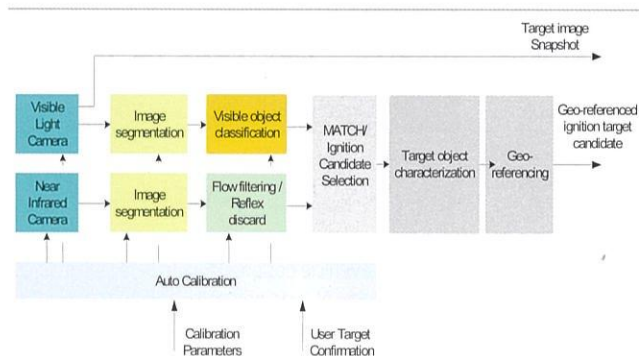 Target image
Snapshot
Visible
Light
Camera
Image
segmentation
Visible object
classification
MATCH/
Ignition
Candidate
Selection
Target object
characterization
Geo-
referencing
Geo-referenced
ignition target
candidate
Near
Infrared
Camera
Image
segmentation
Flow filtering /
Reflex
discard
Auto Calibration
Calibration
Parameters
User Target
Confirmation